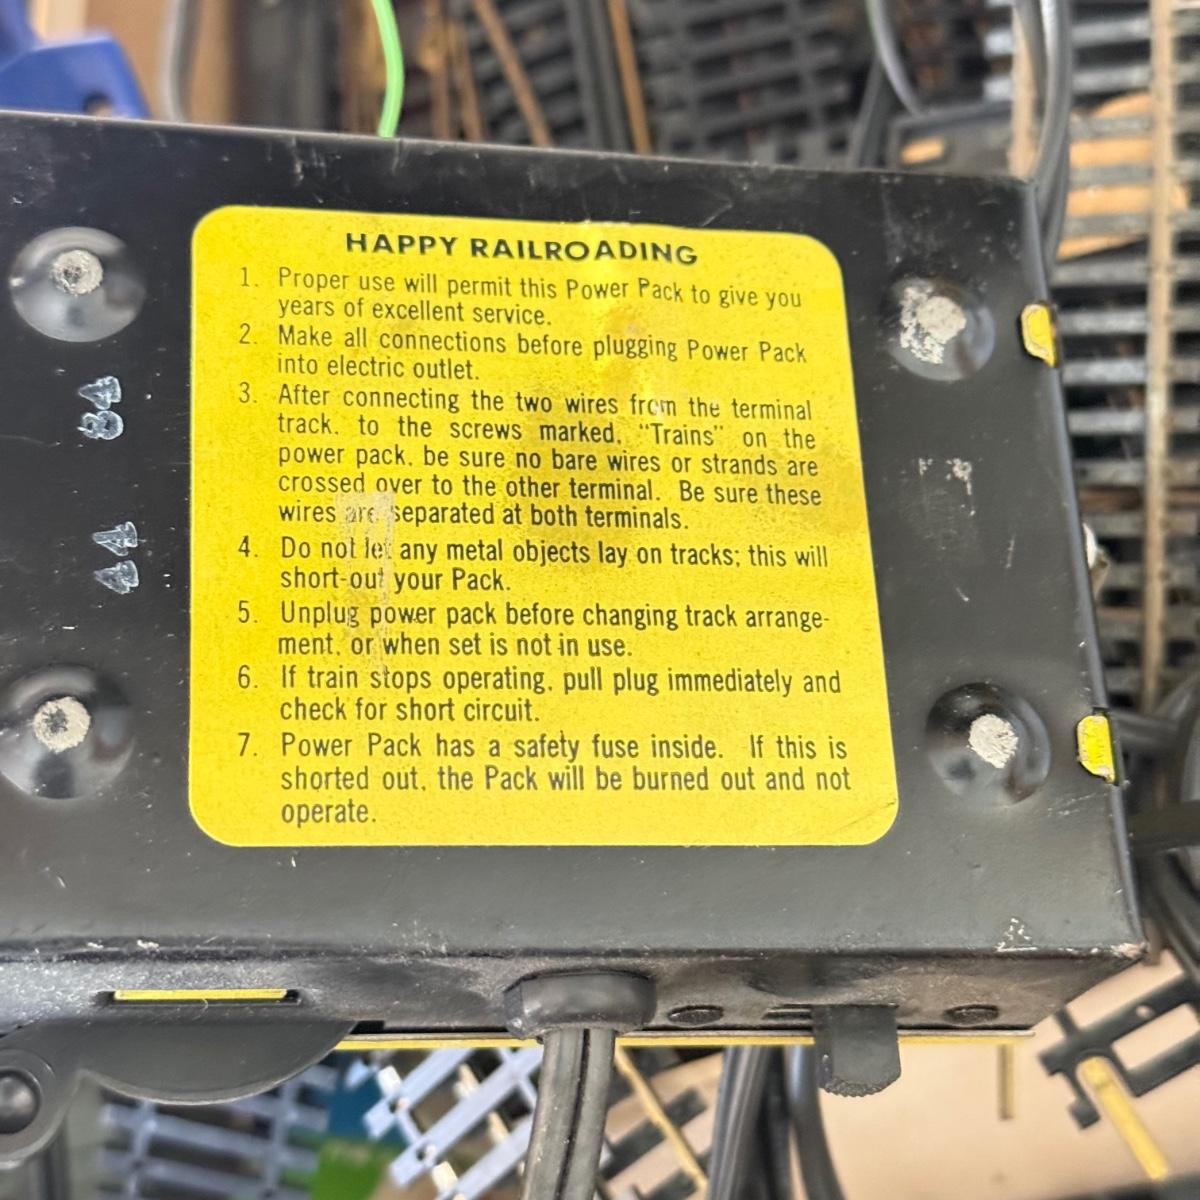 HAPPY RAILROADING
1. Proper use will permit this Power Pack to give you
years of excellent service.
2. Make all connections before plugging Power Pack
into electric outlet.
3. After connecting the two wires from the terminal
track. to the screws marked, "Trains" on the
power pack. be sure no bare wires or strands are
crossed over to the other terminal. Be sure these
wires are separated at both terminals.
4. Do not let any metal objects lay on tracks; this will
short-out your Pack.
5. Unplug power pack before changing track arrange-
ment, or when set is not in use.
6. If train stops operating, pull plug immediately and
check for short circuit.
7. Power Pack has a safety fuse inside. If this is
shorted out, the Pack will be burned out and not
operate.
44 84